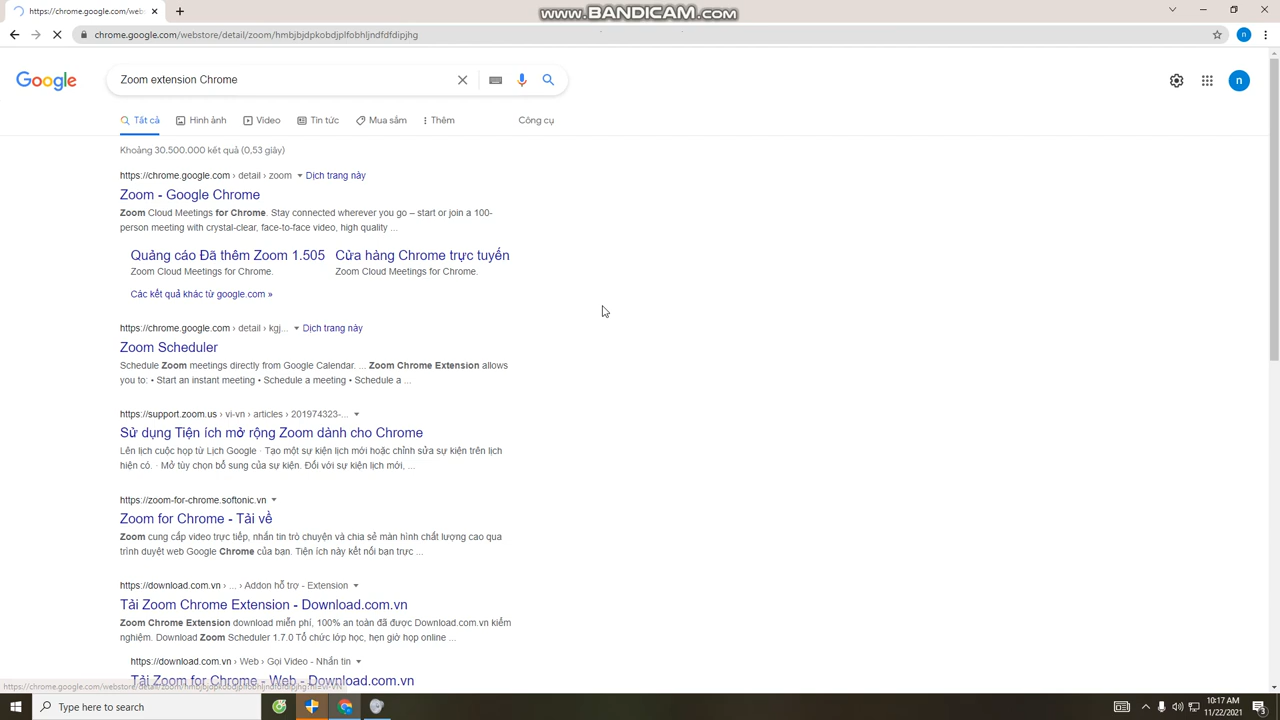 https://chrome.google.com/web:
www.BANDICAM.com
chrome.google.com/webstore/detail/zoom/hmbjbjdpkobdjplfobhljndfdfdipjhg
n
Google
Zoom extension Chrome
n
Tất cả
Hình ảnh
Video
Tin tức
Mua sắm
Thêm
Công cụ
Khoảng 30.500.000 kết quả (0,53 giây)
https://chrome.google.com › detail › zoom
Dịch trang này
Zoom - Google Chrome
Zoom Cloud Meetings for Chrome. Stay connected wherever you go – start or join a 100-
person meeting with crystal-clear, face-to-face video, high quality ...
Quảng cáo Đã thêm Zoom 1.505
Cửa hàng Chrome trực tuyến
Zoom Cloud Meetings for Chrome.
Zoom Cloud Meetings for Chrome.
Các kết quả khác từ google.com »
https://chrome.google.com › detail › kgj...
Dịch trang này
Zoom Scheduler
Schedule Zoom meetings directly from Google Calendar. ... Zoom Chrome Extension allows
you to: • Start an instant meeting • Schedule a meeting • Schedule a ...
https://support.zoom.us › vi-vn › articles › 201974323-...
Sử dụng Tiện ích mở rộng Zoom dành cho Chrome
Lên lịch cuộc họp từ Lịch Google · Tạo một sự kiện lịch mới hoặc chỉnh sửa sự kiện trên lịch
hiện có. · Mở tùy chọn bổ sung của sự kiện. Đối với sự kiện lịch mới, ...
https://zoom-for-chrome.softonic.vn
Zoom for Chrome - Tải về
Zoom cung cấp video trực tiếp, nhắn tin trò chuyện và chia sẻ màn hình chất lượng cao qua
trình duyệt web Google Chrome của bạn. Tiện ích này kết nối bạn trực ...
https://download.com.vn › ... › Addon hỗ trợ - Extension
Tải Zoom Chrome Extension - Download.com.vn
Zoom Chrome Extension download miễn phí, 100% an toàn đã được Download.com.vn kiểm
nghiệm. Download Zoom Scheduler 1.7.0 Tổ chức lớp học, hẹn giờ họp online ...
https://download.com.vn › Web › Gọi Video - Nhắn tin
Tải Zoom for Chrome - Web - Download.com.vn
Type here to search
10:17 AM
11/22/2021
3